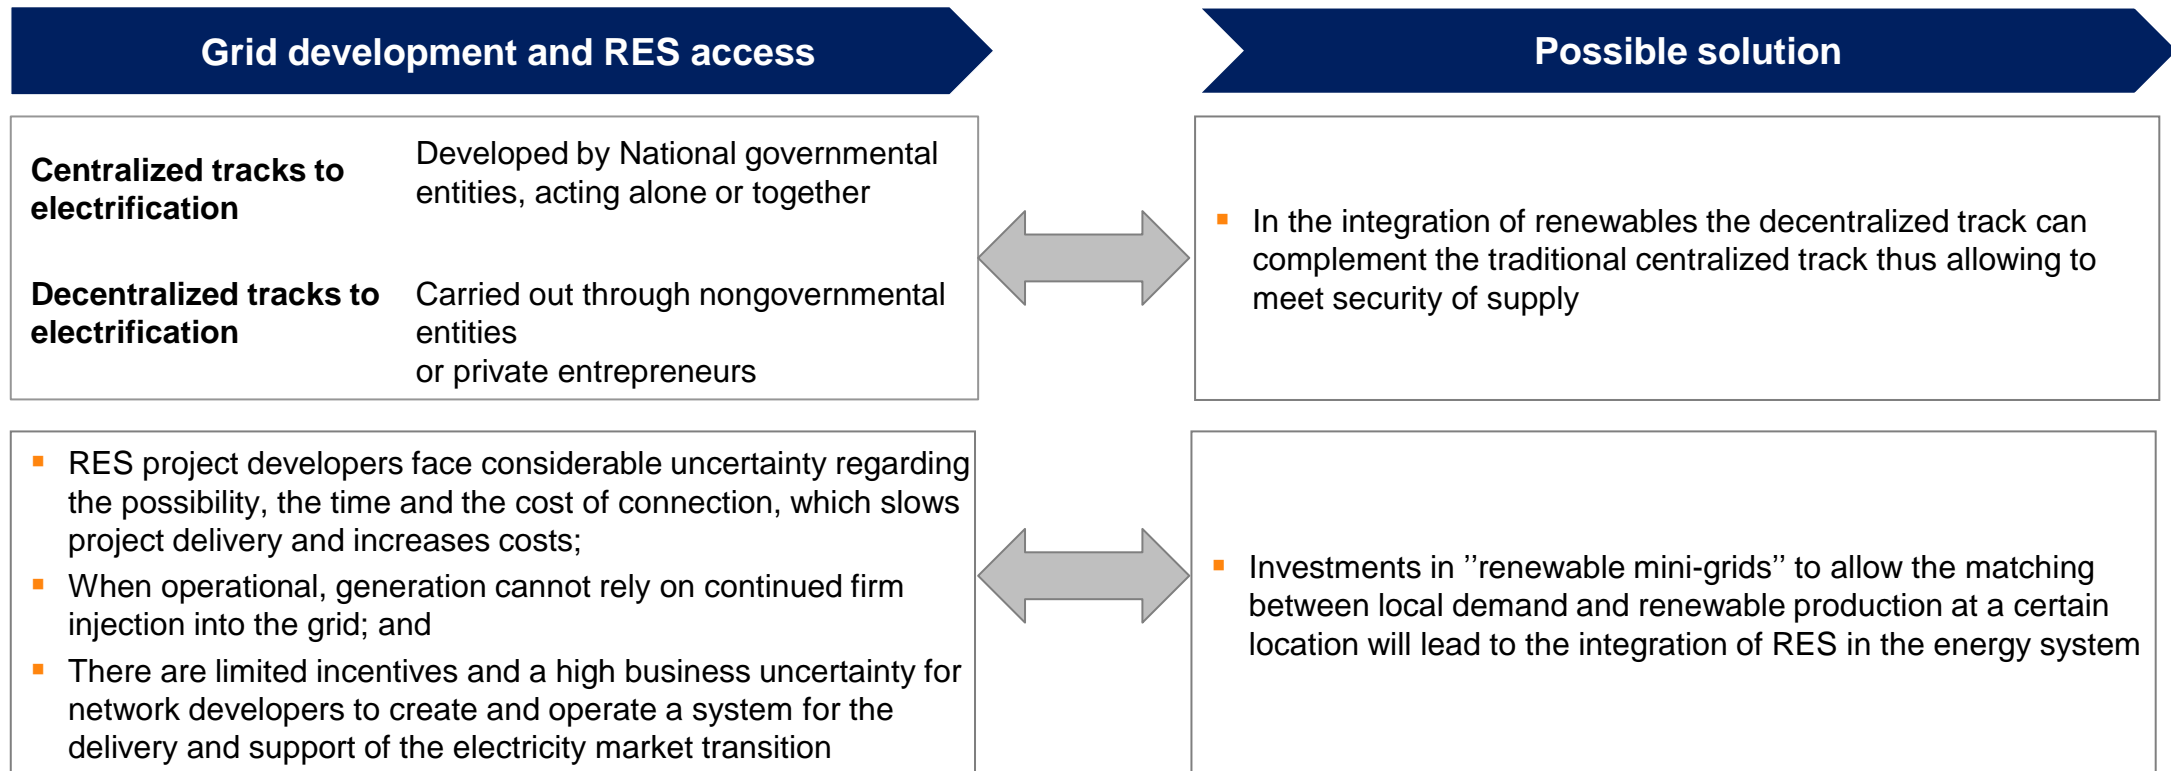 Grid development and RES access
Possible solution
Centralized tracks to
electrification
Developed by National governmental
entities, acting alone or together
Decentralized tracks to
electrification
Carried out through nongovernmental
entities
or private entrepreneurs
▪ In the integration of renewables the decentralized track can
complement the traditional centralized track thus allowing to
meet security of supply
▪ RES project developers face considerable uncertainty regarding
the possibility, the time and the cost of connection, which slows
project delivery and increases costs;
▪ When operational, generation cannot rely on continued firm
injection into the grid; and
▪ There are limited incentives and a high business uncertainty for
network developers to create and operate a system for the
delivery and support of the electricity market transition
▪ Investments in ’’renewable mini-grids’’ to allow the matching
between local demand and renewable production at a certain
location will lead to the integration of RES in the energy system